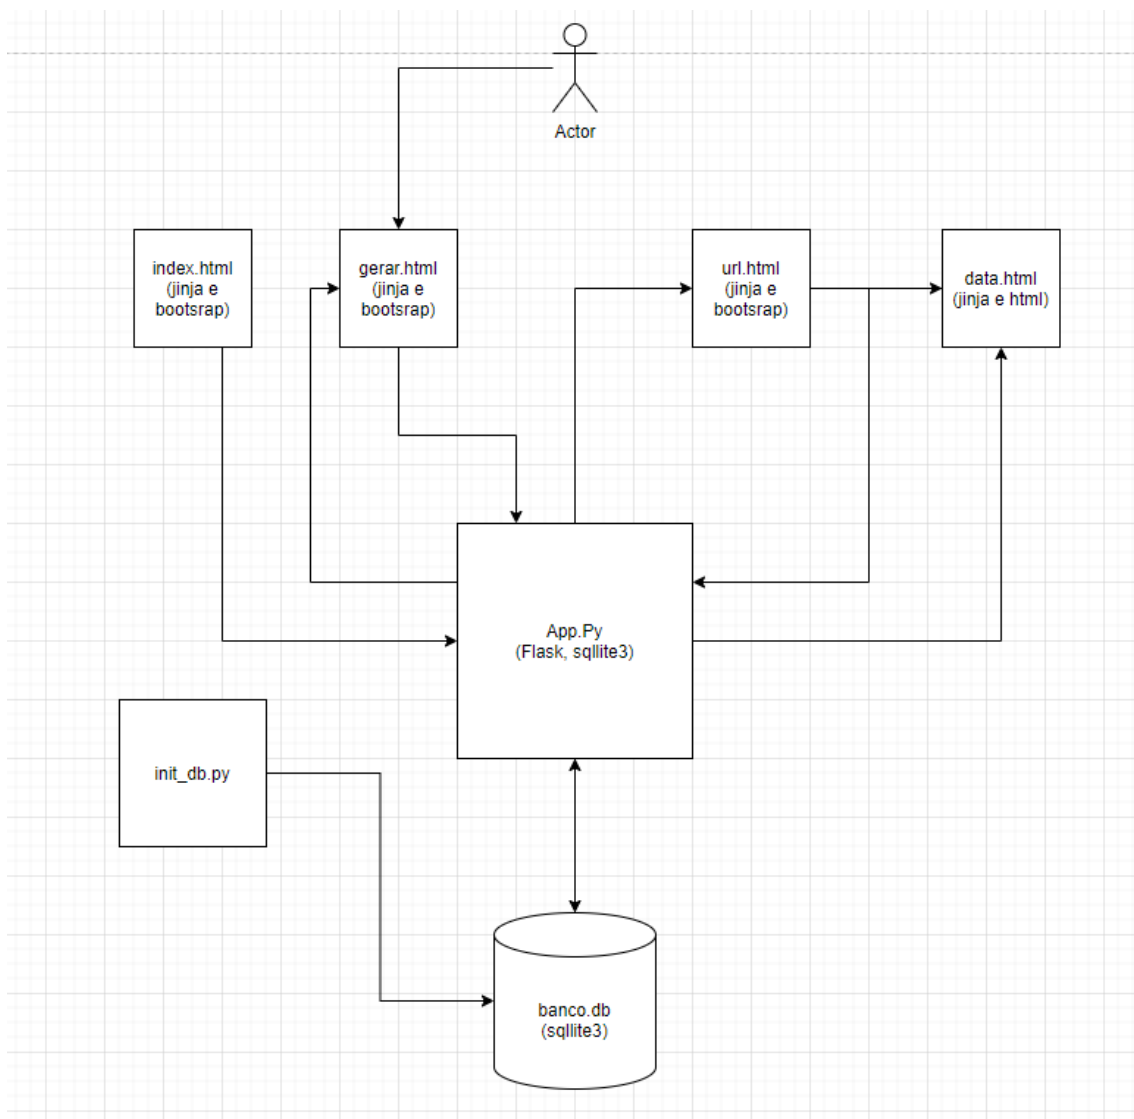 Actor
index.html
(jinja e
bootsrap)
gerar.html
(jinja e
bootsrap)
url.html
(jinja e
bootsrap)
data.html
(jinja e html)
App.Py
(Flask, sqllite3)
init_db.py
banco.db
(sqllite3)